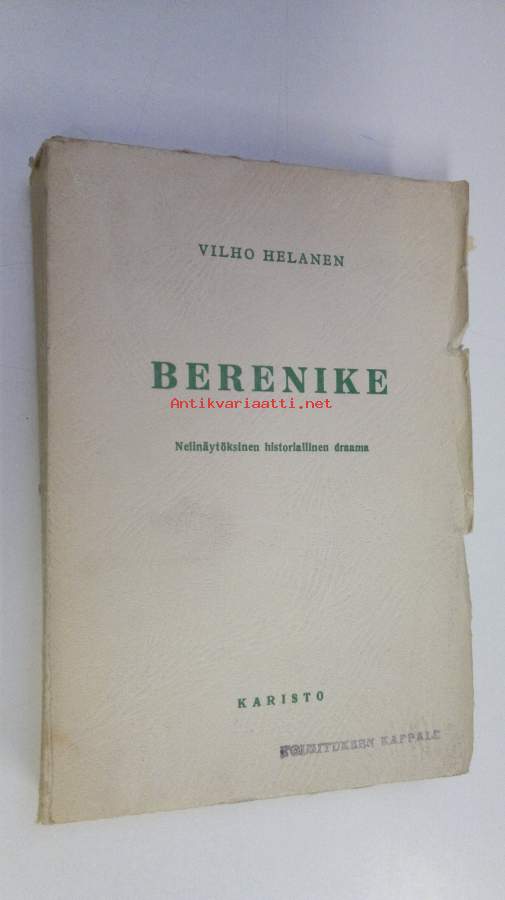 VILHO HELANEN
BERENIKE
Antikvariaatti.net
Nelinäytöksinen historiallinen draama
KARISTO
KAPPALE